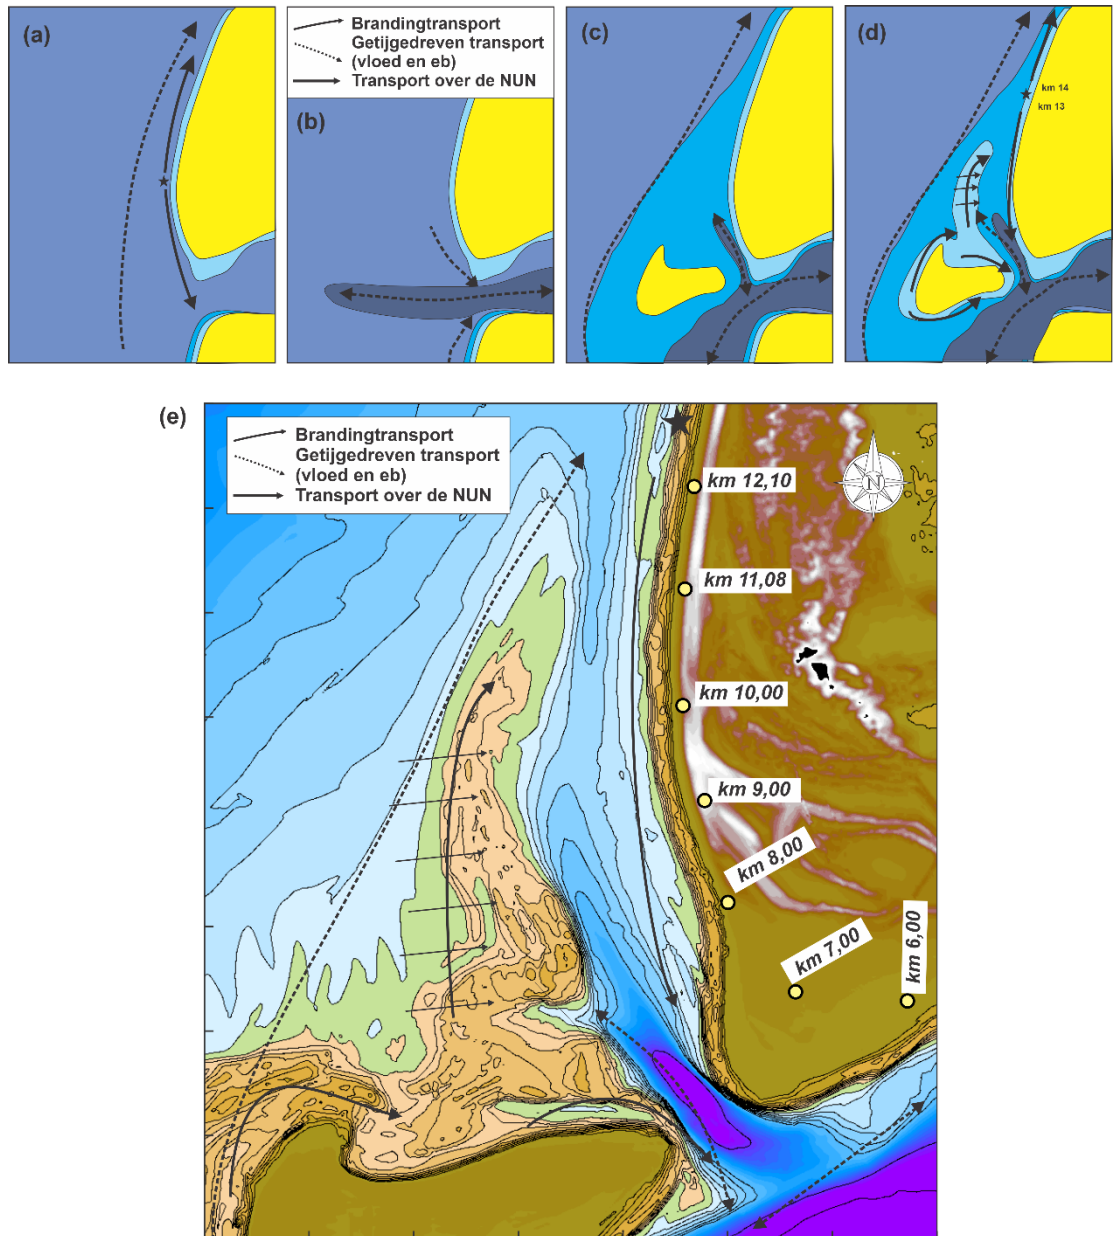 (a)
Brandingtransport
Getijgedreven transport
(vloed en eb)
Transport over de NUN
(b)
(c)
(d)
km 14
km 13
(e)
Brandingtransport
Getijgedreven transport
(vloed en eb)
Transport over de NUN
N
km 12,10
km 11,08
km 10,00
km 9,00
km 8,00
km 7,00
km 6,00